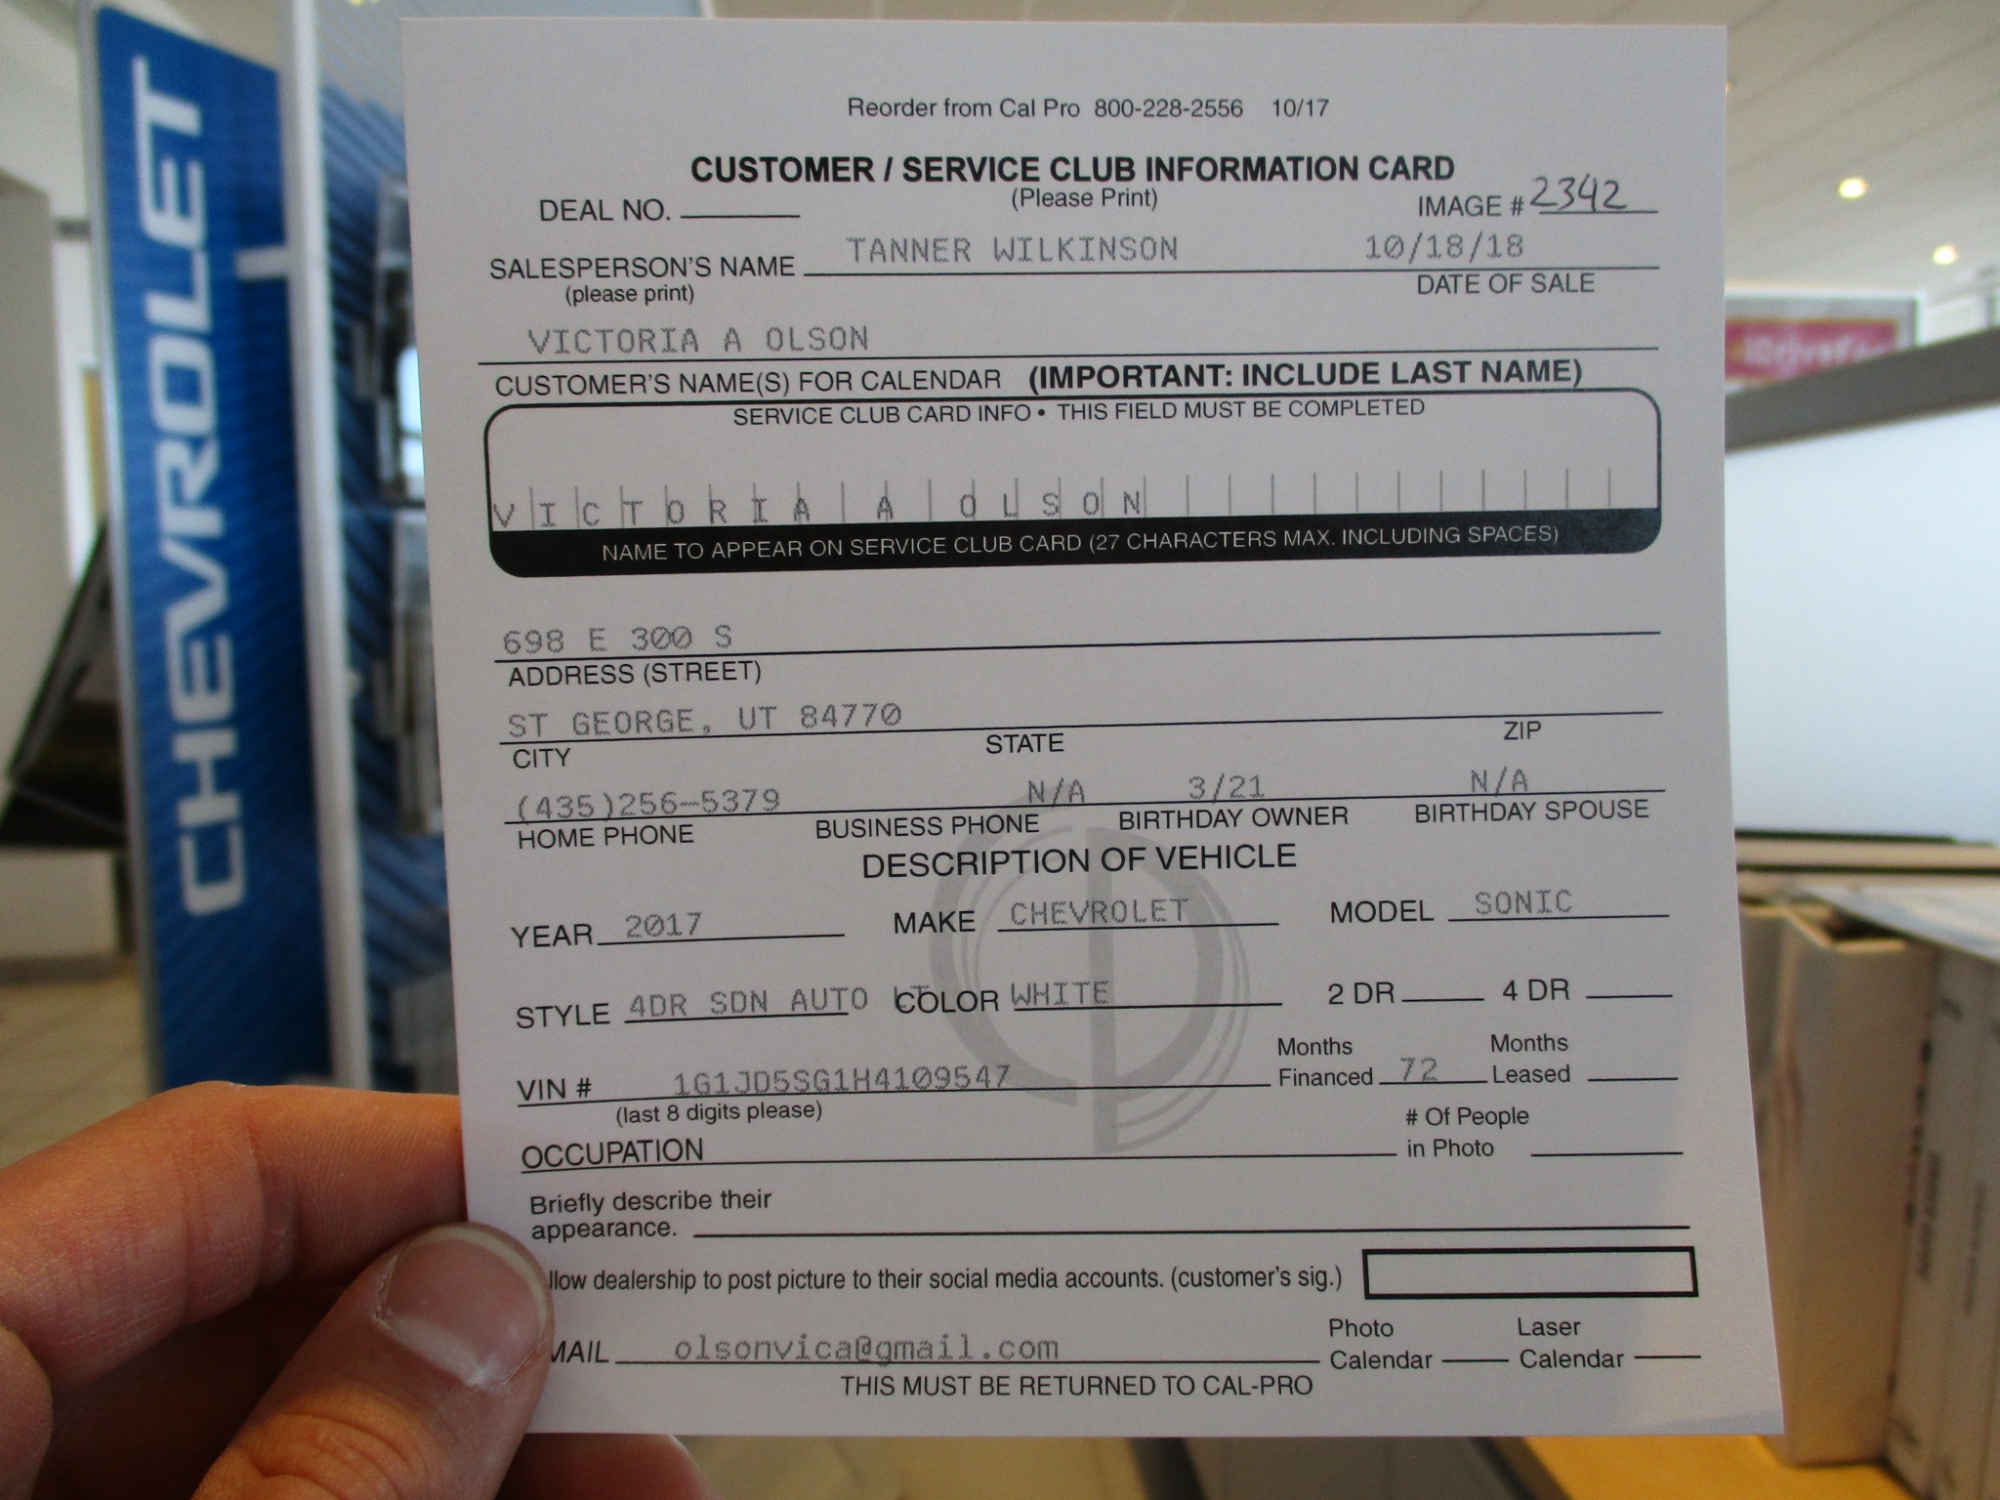 CHEVROLET
Reorder from Cal Pro 800-228-2556 10/17
CUSTOMER / SERVICE CLUB INFORMATION CARD
(Please Print)
DEAL NO.
IMAGE # 2342
SALESPERSON'S NAME TANNER WILKINSON 10/18/18
(please print)
DATE OF SALE
VICTORIA A OLSON
CUSTOMER'S NAME(S) FOR CALENDAR (IMPORTANT: INCLUDE LAST NAME)
SERVICE CLUB CARD INFO • THIS FIELD MUST BE COMPLETED
VICTORIA A OLSON
NAME TO APPEAR ON SERVICE CLUB CARD (27 CHARACTERS MAX. INCLUDING SPACES)
698 E 300 S
ADDRESS (STREET)
ST GEORGE, UT 84770
CITY STATE ZIP
(435)256-5379 N/A 3/21 N/A
HOME PHONE BUSINESS PHONE BIRTHDAY OWNER BIRTHDAY SPOUSE
DESCRIPTION OF VEHICLE
YEAR 2017 MAKE CHEVROLET MODEL SONIC
STYLE 4DR SDN AUTO LT COLOR WHITE 2 DR 4 DR
VIN # 1G1JD5SG1H4109547 Months Financed 72 Months Leased
(last 8 digits please)
OCCUPATION # Of People in Photo
Briefly describe their
appearance.
llow dealership to post picture to their social media accounts. (customer's sig.)
MAIL olsonvica@gmail.com Photo Calendar Laser Calendar
THIS MUST BE RETURNED TO CAL-PRO